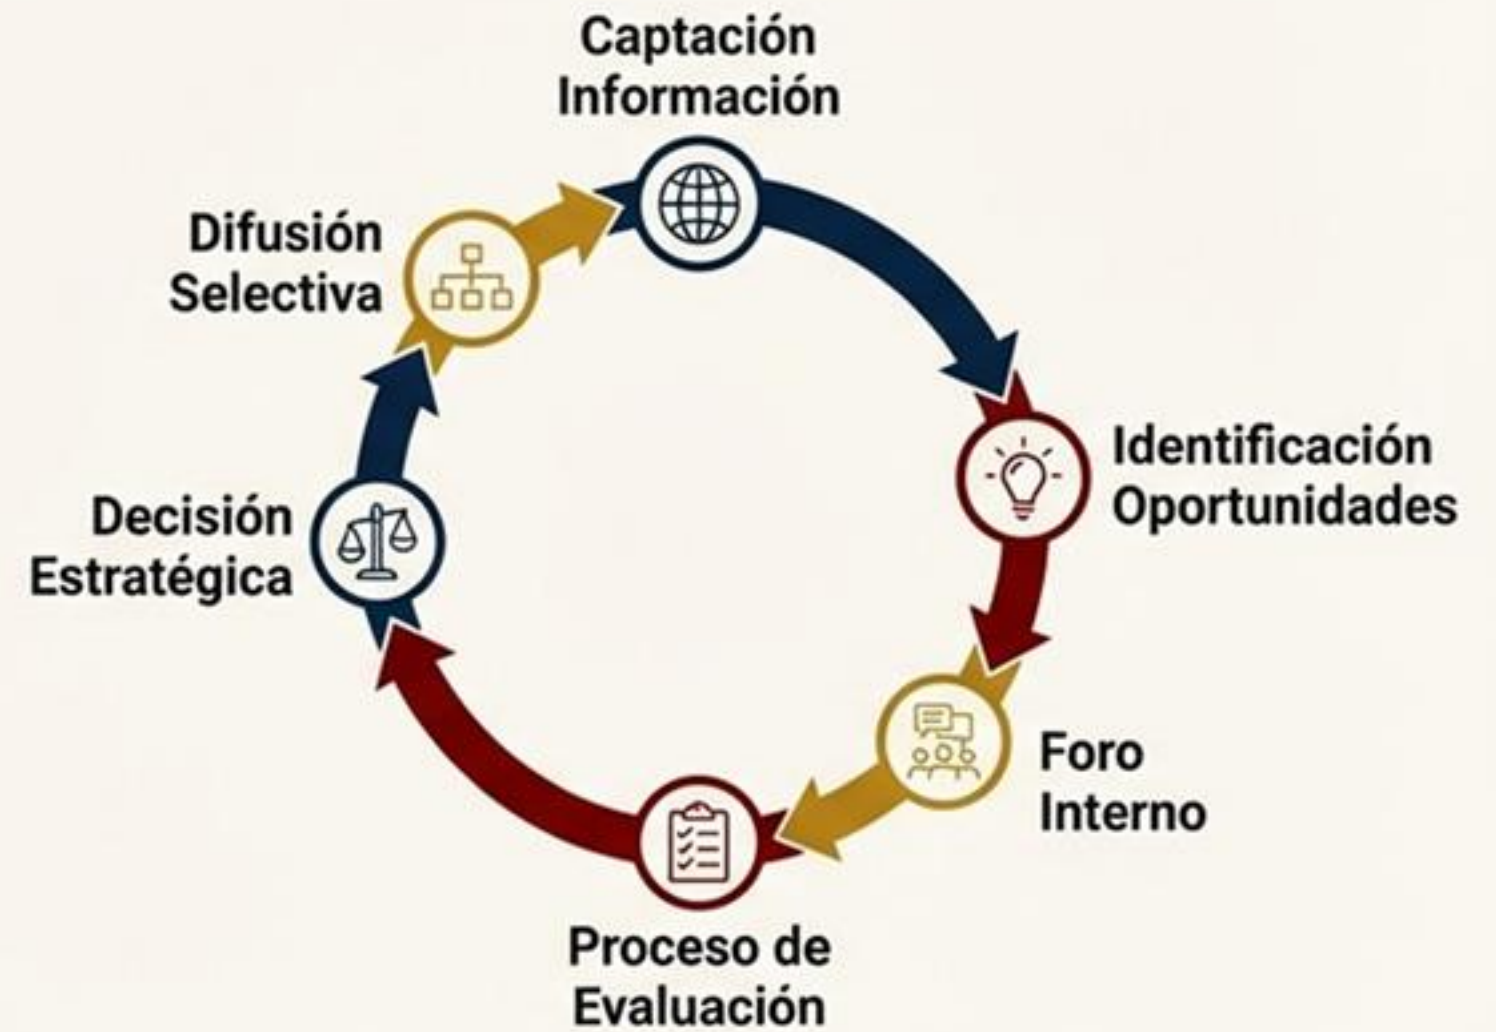 Captación
Información
Identificación
Oportunidades
Foro
Interno
Proceso de
Evaluación
Decisión
Estratégica
Difusión
Selectiva